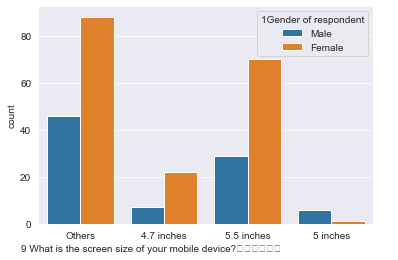 1Gender of respondent
Male
Female
80
60
40
20
0
count
Others
4.7 inches
5.5 inches
5 inches
9 What is the screen size of your mobile device?□□□□□□